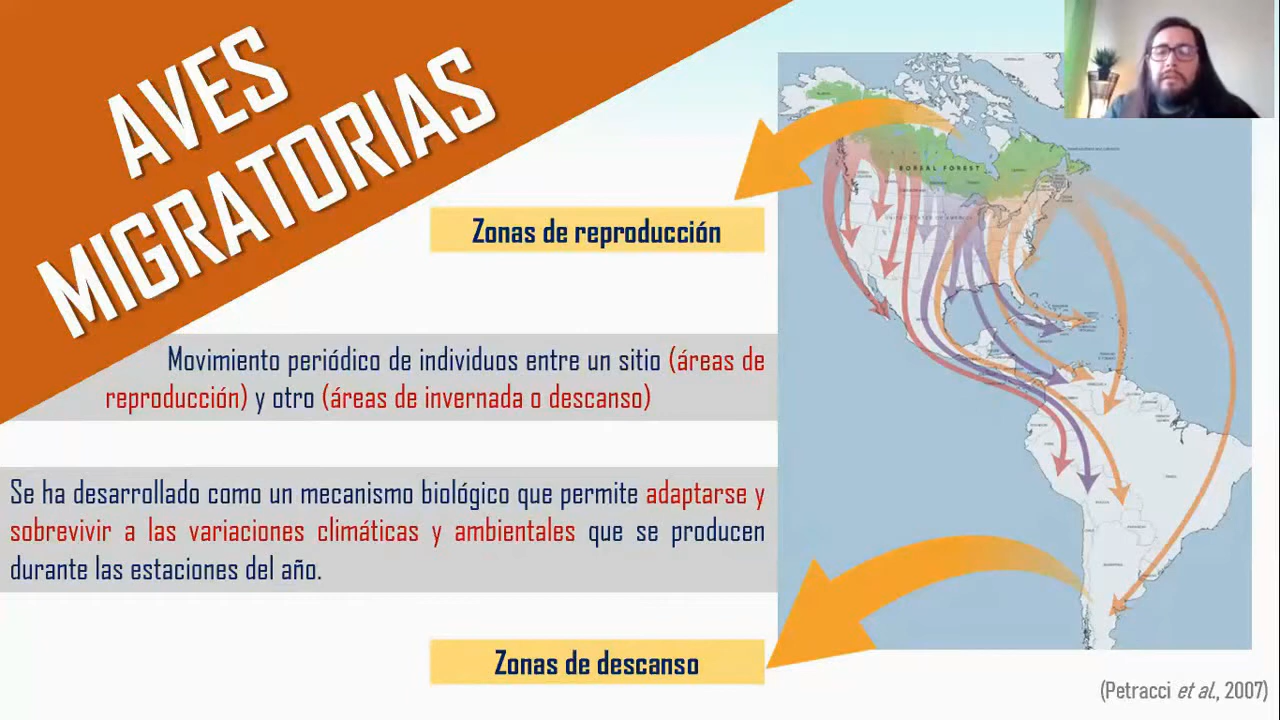 AVES
MIGRATORIAS
Zonas de reproducción
Movimiento periódico de individuos entre un sitio (áreas de
reproducción) y otro (áreas de invernada o descanso)
Se ha desarrollado como un mecanismo biológico que permite adaptarse y
sobrevivir a las variaciones climáticas y ambientales que se producen
durante las estaciones del año.
Zonas de descanso
BOREAL FOREST
(Petracci et al., 2007)